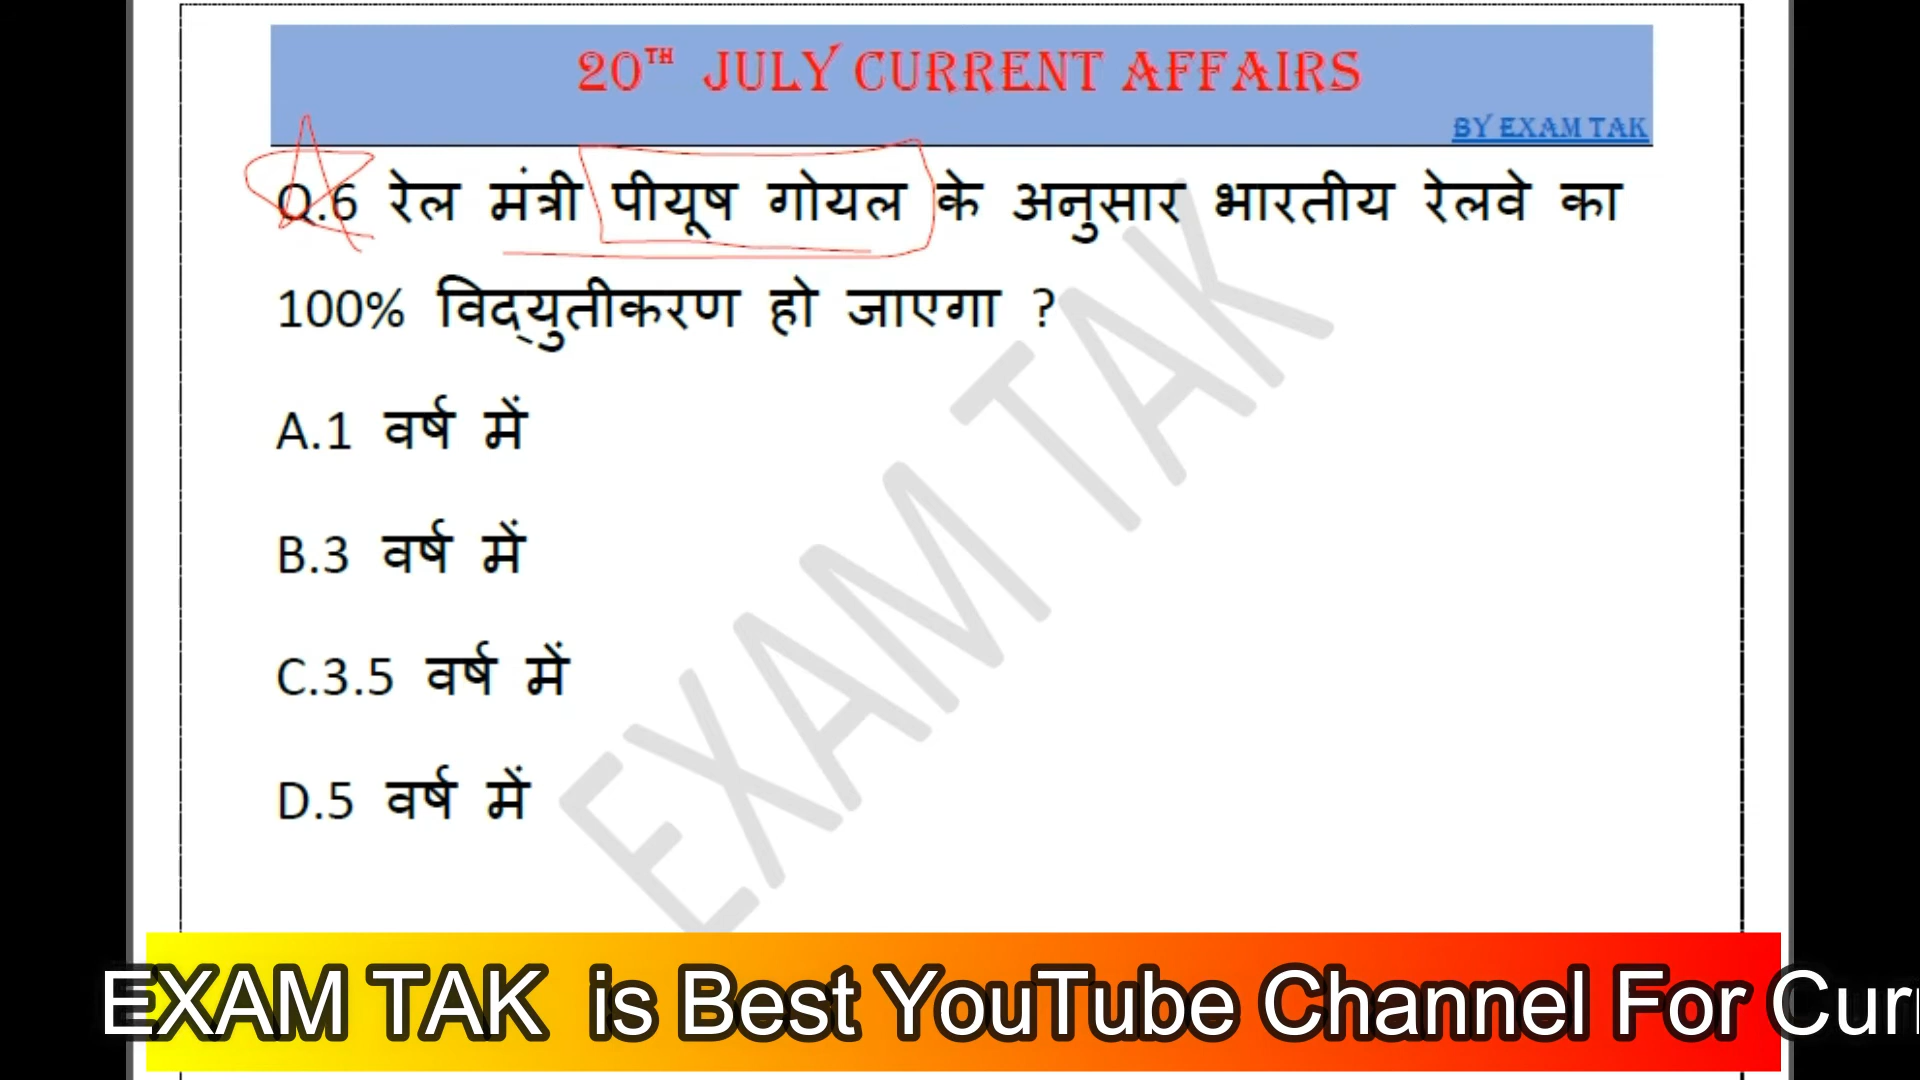 20TH JULY CURRENT AFFAIRS
BY EXAM TAK
Q.6 रेल मंत्री पीयूष गोयल के अनुसार भारतीय रेलवे का
100% विद्युतीकरण हो जाएगा ?
A.1 वर्ष में
B.3 वर्ष में
C.3.5 वर्ष में
D.5 वर्ष में
EXAM TAK
EXAM TAK is Best YouTube Channel For Curr